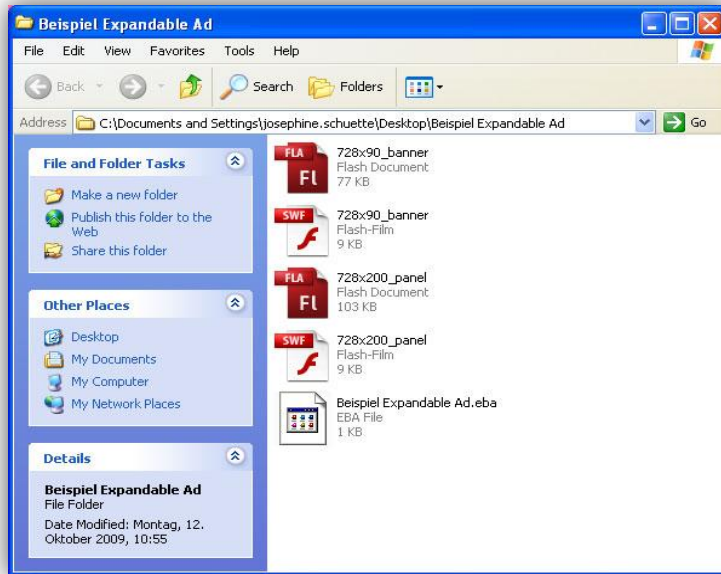 Beispiel Expandable Ad
File Edit View Favorites Tools Help
Back Search Folders
Address C:\Documents and Settings\josephine.schuette\Desktop\Beispiel Expandable Ad Go
File and Folder Tasks
Make a new folder
Publish this folder to the
Web
Share this folder
Other Places
Desktop
My Documents
My Computer
My Network Places
Details
Beispiel Expandable Ad
File Folder
Date Modified: Montag, 12.
Oktober 2009, 10:55
FLA
Fl
728x90_banner
Flash Document
77 KB
SWF
728x90_banner
Flash-Film
9 KB
FLA
Fl
728x200_panel
Flash Document
103 KB
SWF
728x200_panel
Flash-Film
9 KB
Beispiel Expandable Ad.eba
EBA File
1 KB